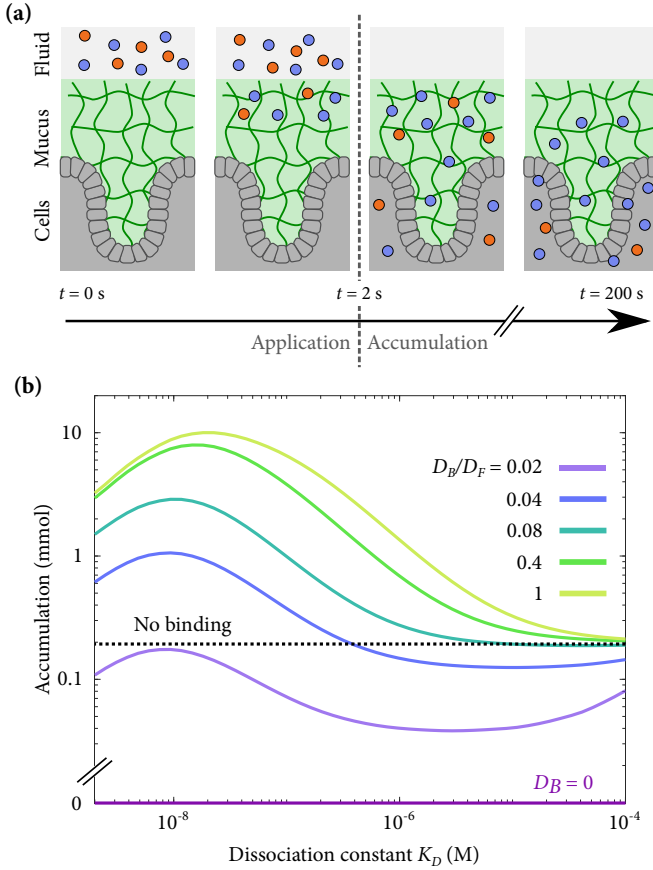 (a)
Fluid
Mucus
Cells
t = 0 s
t = 2 s
t = 200 s
Application
Accumulation
(b)
Accumulation (mmol)
10
1
0.1
0
D_B/D_F = 0.02
0.04
0.08
0.4
1
No binding
D_B = 0
10^-8
10^-6
10^-4
Dissociation constant K_D (M)